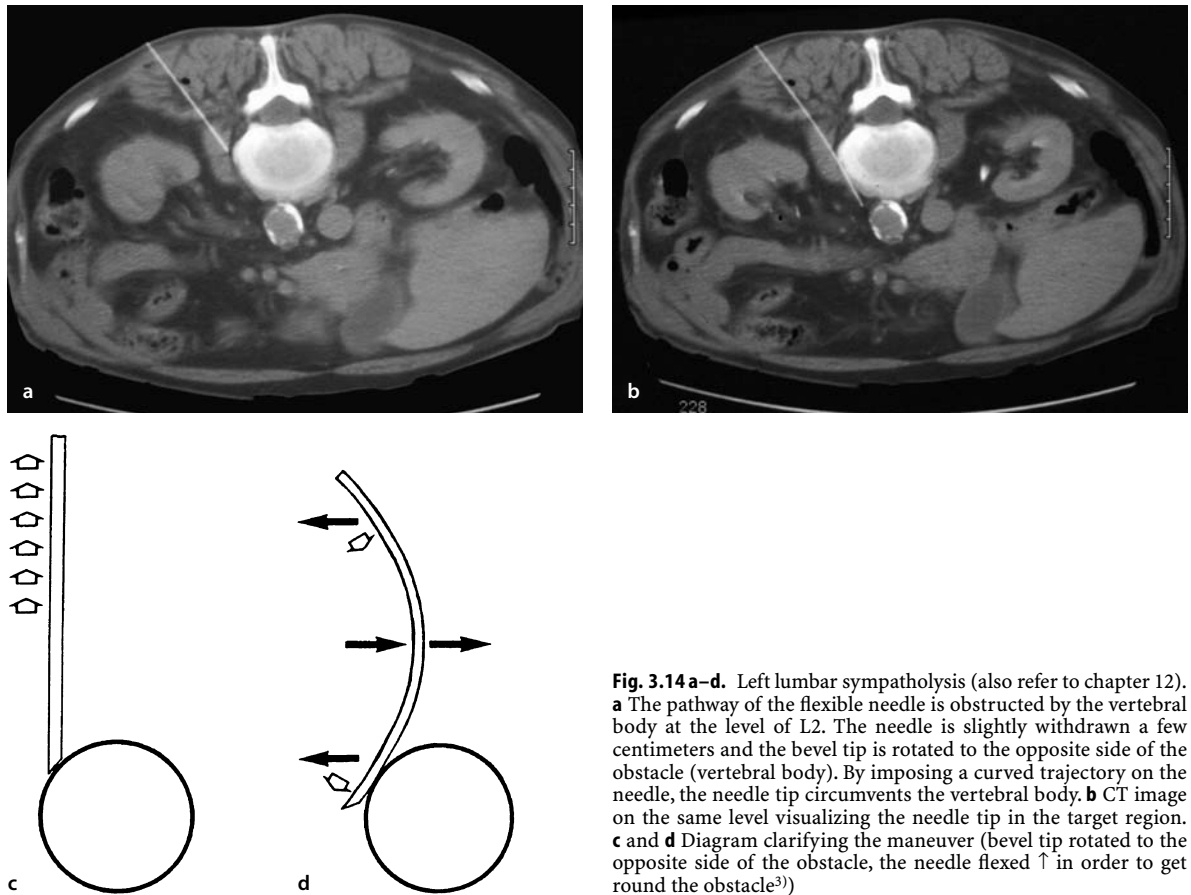 a
b
228
c
d
Fig. 3.14 a–d. Left lumbar sympatholysis (also refer to chapter 12).
a The pathway of the flexible needle is obstructed by the vertebral
body at the level of L2. The needle is slightly withdrawn a few
centimeters and the bevel tip is rotated to the opposite side of the
obstacle (vertebral body). By imposing a curved trajectory on the
needle, the needle tip circumvents the vertebral body. b CT image
on the same level visualizing the needle tip in the target region.
c and d Diagram clarifying the maneuver (bevel tip rotated to the
opposite side of the obstacle, the needle flexed ↑ in order to get
round the obstacle³⁾)